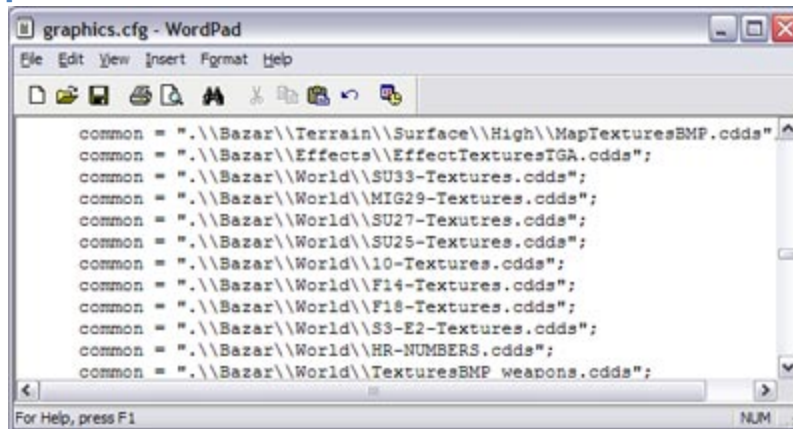 graphics.cfg - WordPad
File Edit View Insert Format Help
common = ".\\Bazar\\Terrain\\Surface\\High\\MapTexturesBMP.cdds"
common = ".\\Bazar\\Effects\\EffectTexturesTGA.cdds";
common = ".\\Bazar\\World\\SU33-Textures.cdds";
common = ".\\Bazar\\World\\MIG29-Textures.cdds";
common = ".\\Bazar\\World\\SU27-Texutres.cdds";
common = ".\\Bazar\\World\\SU25-Textures.cdds";
common = ".\\Bazar\\World\\10-Textures.cdds";
common = ".\\Bazar\\World\\F14-Textures.cdds";
common = ".\\Bazar\\World\\F18-Textures.cdds";
common = ".\\Bazar\\World\\S3-E2-Textures.cdds";
common = ".\\Bazar\\World\\HR-NUMBERS.cdds";
common = ".\\Bazar\\World\\TexturesBMP weapons.cdds";
For Help, press F1 NUM